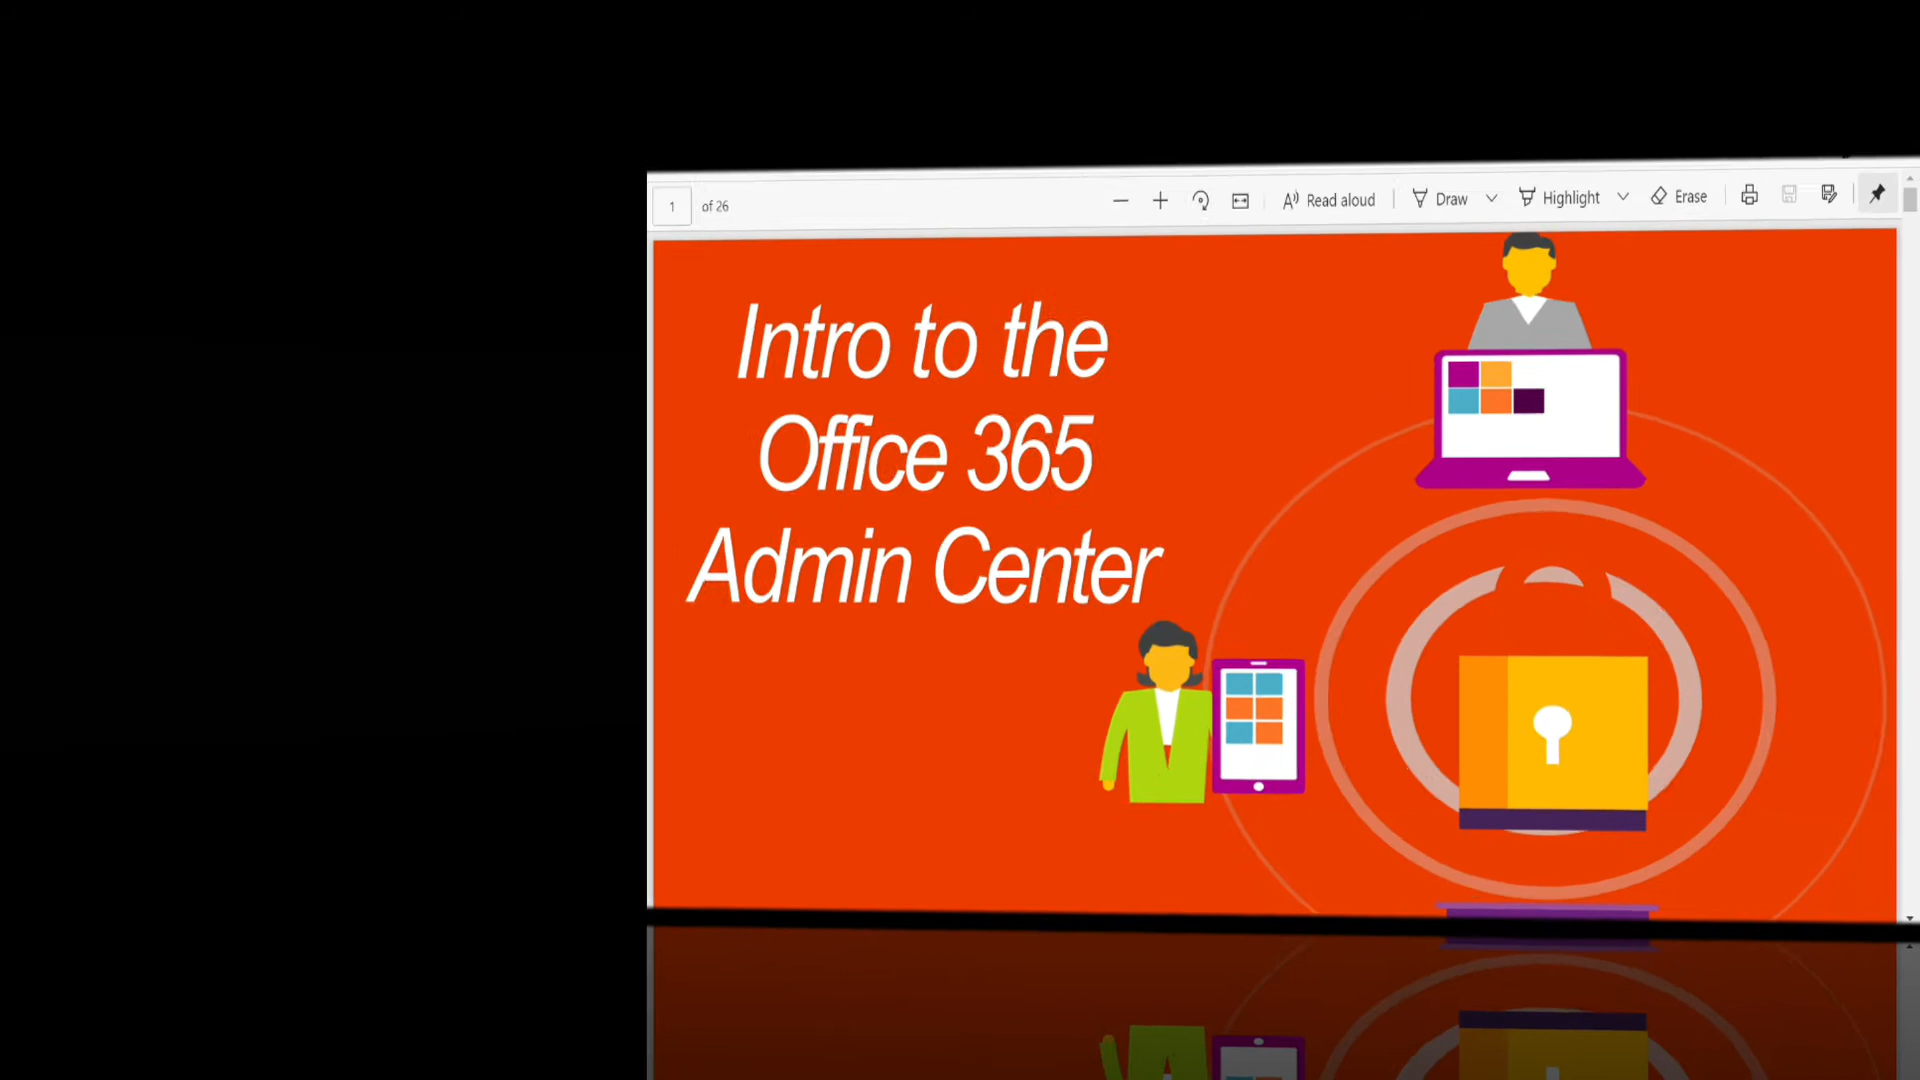 1 of 26 Read aloud Draw Highlight Erase
Intro to the
Office 365
Admin Center